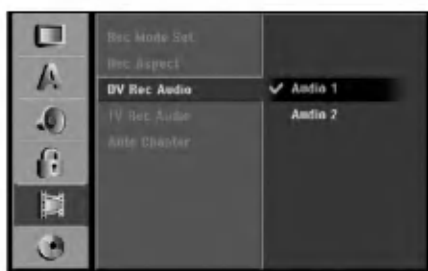 Rec Mode Set
Rec Aspect
DV Rec Audio
TV Rec Audio
Auto Chapter
Audio 1
Audio 2